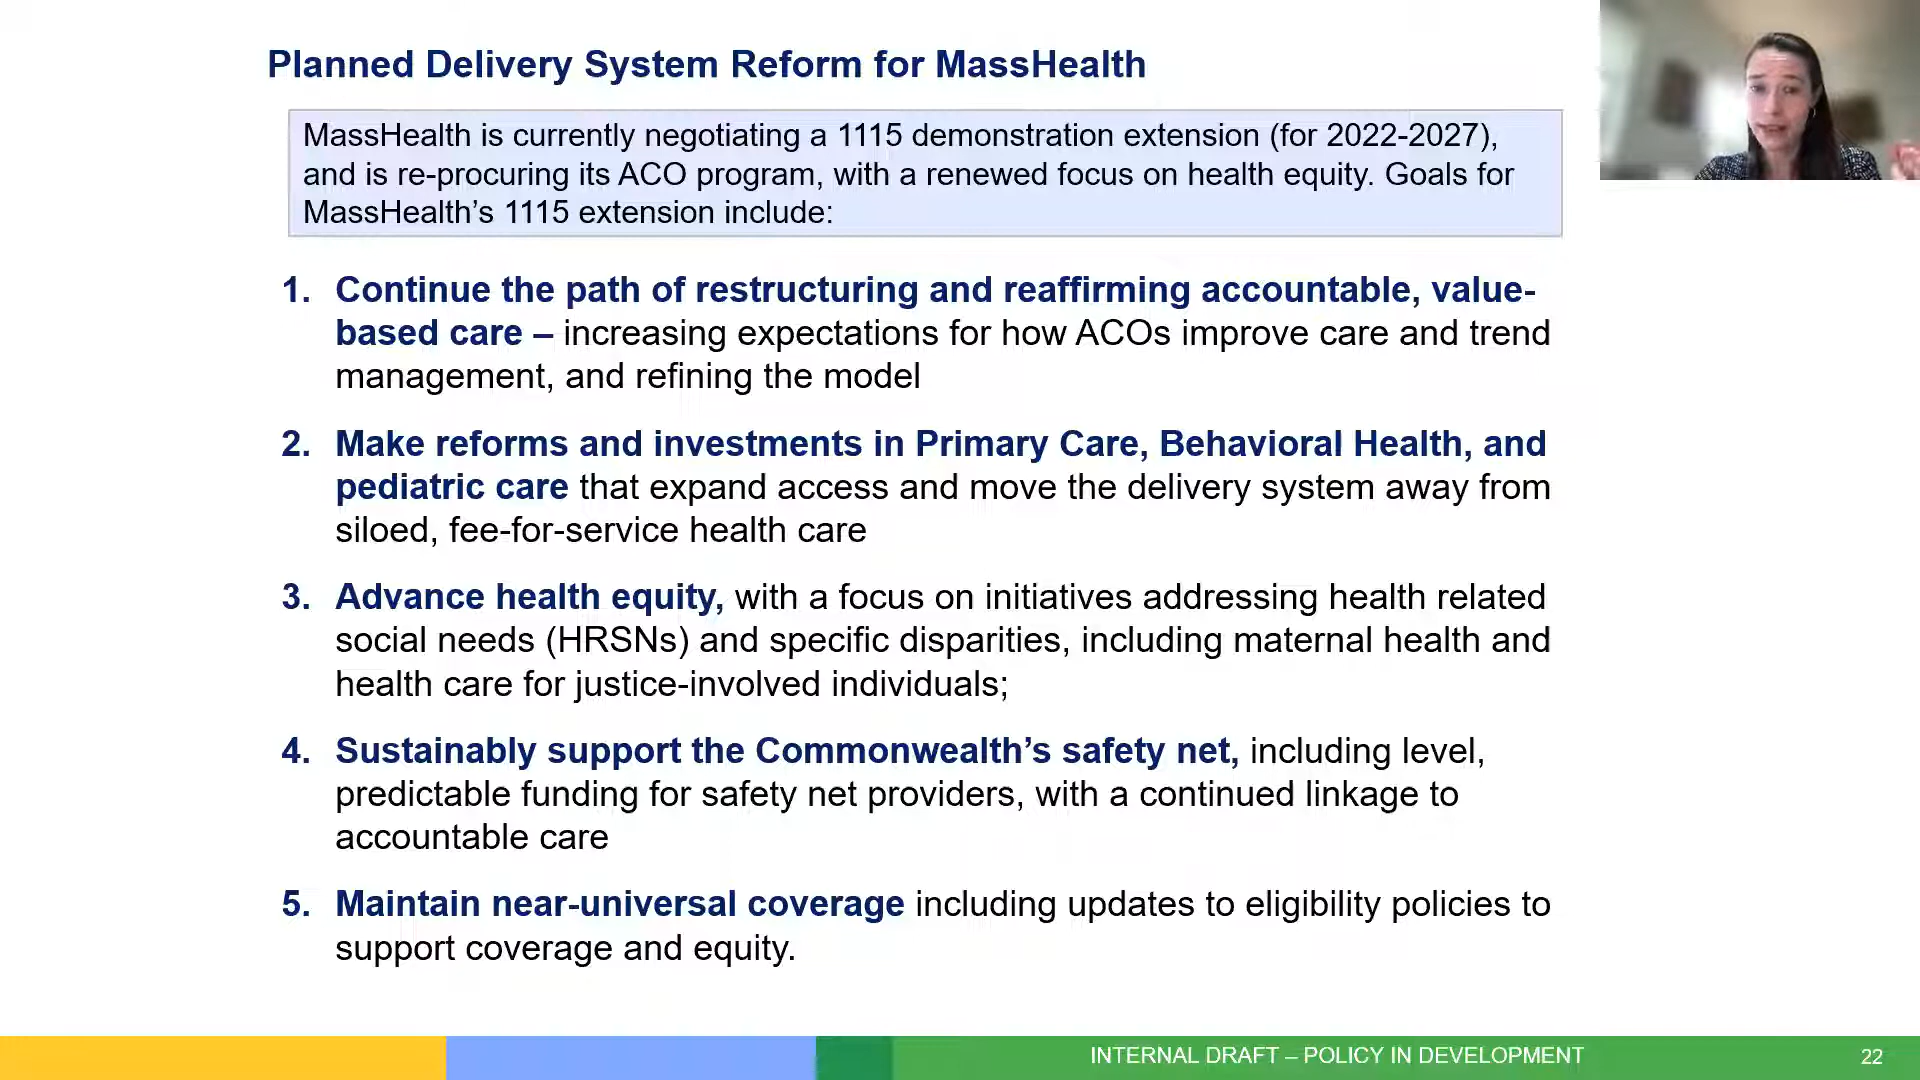 Planned Delivery System Reform for MassHealth
MassHealth is currently negotiating a 1115 demonstration extension (for 2022-2027),
and is re-procuring its ACO program, with a renewed focus on health equity. Goals for
MassHealth’s 1115 extension include:
1. Continue the path of restructuring and reaffirming accountable, value-
based care – increasing expectations for how ACOs improve care and trend
management, and refining the model
2. Make reforms and investments in Primary Care, Behavioral Health, and
pediatric care that expand access and move the delivery system away from
siloed, fee-for-service health care
3. Advance health equity, with a focus on initiatives addressing health related
social needs (HRSNs) and specific disparities, including maternal health and
health care for justice-involved individuals;
4. Sustainably support the Commonwealth’s safety net, including level,
predictable funding for safety net providers, with a continued linkage to
accountable care
5. Maintain near-universal coverage including updates to eligibility policies to
support coverage and equity.
INTERNAL DRAFT – POLICY IN DEVELOPMENT
22